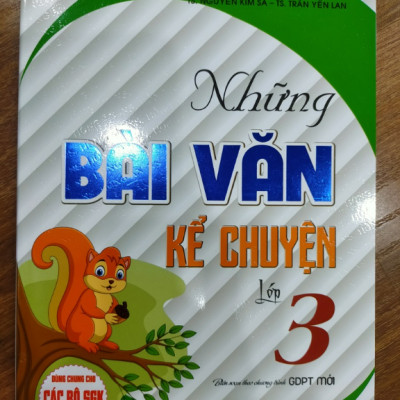 TS. NGUYỄN KIM SA – TS. TRẦN YẾN LAN
Những
BÀI VĂN
KỂ CHUYỆN
Lớp
3
Biên soạn theo chương trình GDPT MỚI
DÙNG CHUNG CHO
CÁC BỘ SGK